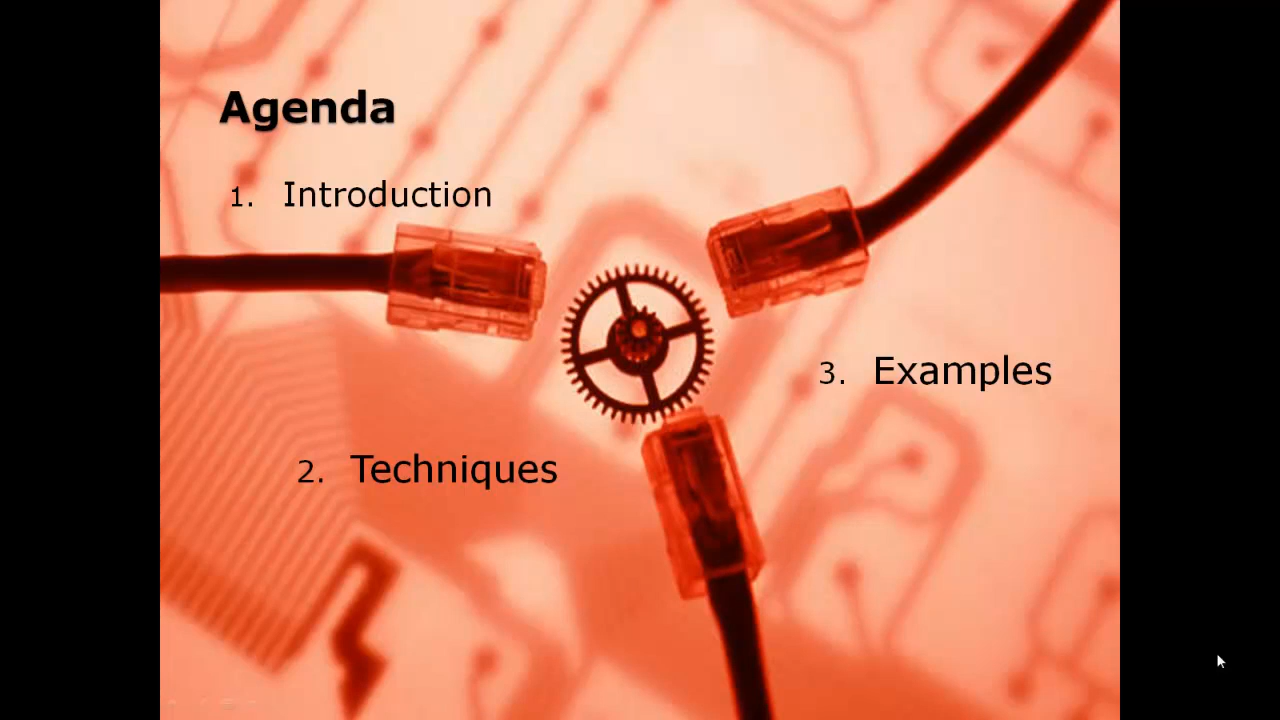 Agenda
1. Introduction
2. Techniques
3. Examples